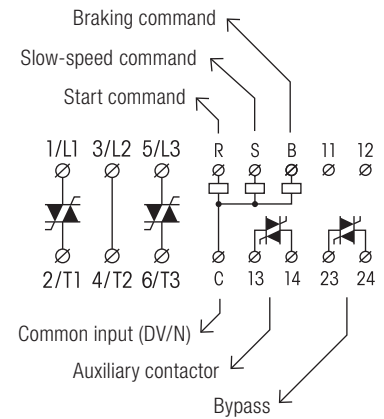 Braking command
Slow-speed command
Start command
1/L1 3/L2 5/L3 R S B 11 12
2/T1 4/T2 6/T3 C 13 14 23 24
Common input (DV/N)
Auxiliary contactor
Bypass